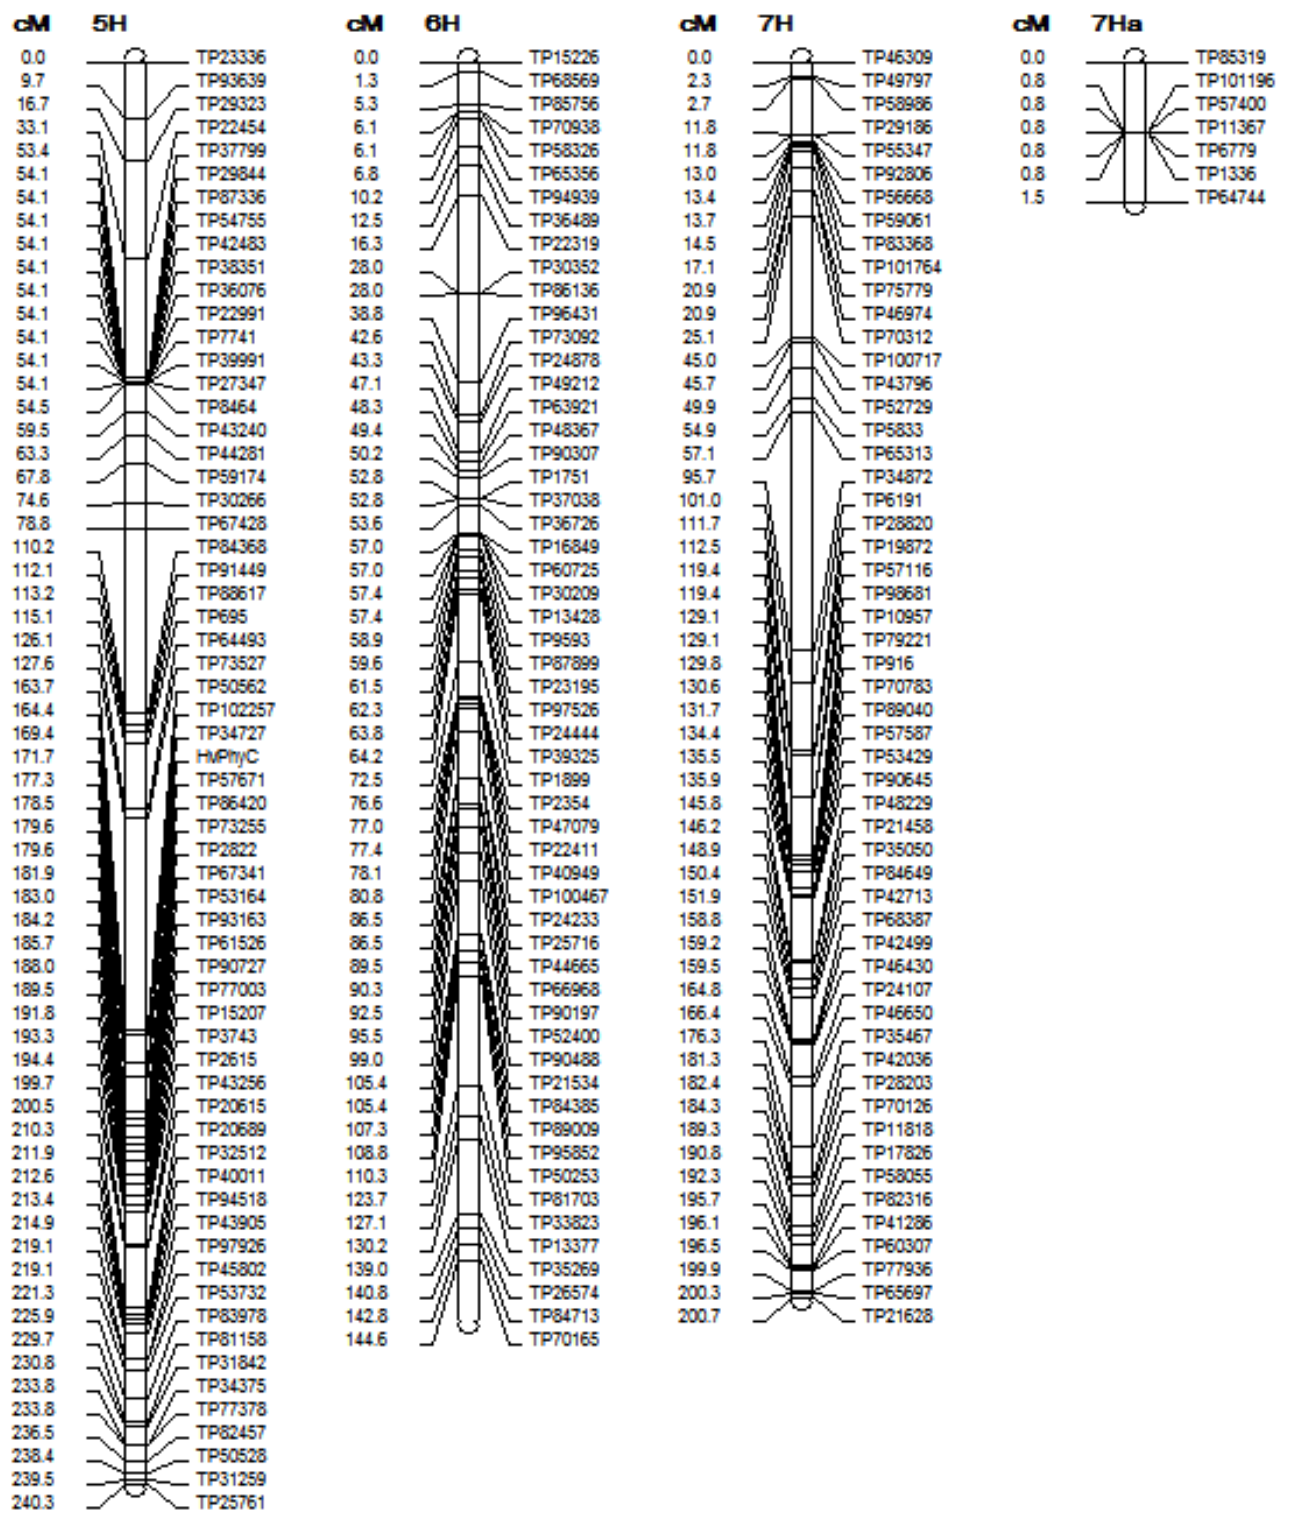 cM 5H
0.0 TP23336
9.7 TP93639
16.7 TP29323
33.1 TP22454
53.4 TP37799
54.1 TP29844
54.1 TP87336
54.1 TP54755
54.1 TP42483
54.1 TP38351
54.1 TP36076
54.1 TP22991
54.1 TP7741
54.1 TP39991
54.1 TP27347
54.5 TP8464
59.5 TP43240
63.3 TP44281
67.8 TP59174
74.6 TP30266
78.8 TP67428
110.2 TP84368
112.1 TP91449
113.2 TP88617
115.1 TP695
126.1 TP64493
127.6 TP73527
163.7 TP50562
164.4 TP102257
169.4 TP34727
171.7 HvPhyC
177.3 TP57671
178.5 TP86420
179.6 TP73255
179.6 TP2822
181.9 TP67341
183.0 TP53164
184.2 TP93163
185.7 TP61526
188.0 TP90727
189.5 TP77003
191.8 TP15207
193.3 TP3743
194.4 TP2615
199.7 TP43256
200.5 TP20615
210.3 TP20689
211.9 TP32512
212.6 TP40011
213.4 TP94518
214.9 TP43905
219.1 TP97926
219.1 TP45802
221.3 TP53732
225.9 TP83978
229.7 TP81158
230.8 TP31842
233.8 TP34375
233.8 TP77378
236.5 TP82457
238.4 TP50528
239.5 TP31259
240.3 TP25761
cM 6H
0.0 TP15226
1.3 TP68569
5.3 TP85756
6.1 TP70938
6.1 TP58326
6.8 TP65356
10.2 TP94939
12.5 TP36489
16.3 TP22319
28.0 TP30352
28.0 TP86136
38.8 TP96431
42.6 TP73092
43.3 TP24878
47.1 TP49212
48.3 TP63921
49.4 TP48367
50.2 TP90307
52.8 TP1751
52.8 TP37038
53.6 TP36726
57.0 TP16849
57.0 TP60725
57.4 TP30209
57.4 TP13428
58.9 TP9593
59.6 TP87899
61.5 TP23195
62.3 TP97526
63.8 TP24444
64.2 TP39325
72.5 TP1899
76.6 TP2354
77.0 TP47079
77.4 TP22411
78.1 TP40949
80.8 TP100467
86.5 TP24233
86.5 TP25716
89.5 TP44665
90.3 TP66968
92.5 TP90197
95.5 TP52400
99.0 TP90488
105.4 TP21534
105.4 TP84385
107.3 TP89009
108.8 TP95852
110.3 TP50253
123.7 TP81703
127.1 TP33823
130.2 TP13377
139.0 TP35269
140.8 TP26574
142.8 TP84713
144.6 TP70165
cM 7H
0.0 TP46309
2.3 TP49797
2.7 TP58986
11.8 TP29186
11.8 TP55347
13.0 TP92806
13.4 TP56668
13.7 TP59061
14.5 TP83368
17.1 TP101764
20.9 TP75779
20.9 TP46974
25.1 TP70312
45.0 TP100717
45.7 TP43796
49.9 TP52729
54.9 TP5833
57.1 TP65313
95.7 TP34872
101.0 TP6191
111.7 TP28820
112.5 TP19872
119.4 TP57116
119.4 TP98681
129.1 TP10957
129.1 TP79221
129.8 TP916
130.6 TP70783
131.7 TP89040
134.4 TP57587
135.5 TP53429
135.9 TP90645
145.8 TP48229
146.2 TP21458
148.9 TP35050
150.4 TP84649
151.9 TP42713
158.8 TP68387
159.2 TP42499
159.5 TP46430
164.8 TP24107
166.4 TP46650
176.3 TP35467
181.3 TP42036
182.4 TP28203
184.3 TP70126
189.3 TP11818
190.8 TP17826
192.3 TP58055
195.7 TP82316
196.1 TP41286
196.5 TP60307
199.9 TP77936
200.3 TP65697
200.7 TP21628
cM 7Ha
0.0 TP85319
0.8 TP101196
0.8 TP57400
0.8 TP11367
0.8 TP6779
0.8 TP1336
1.5 TP64744